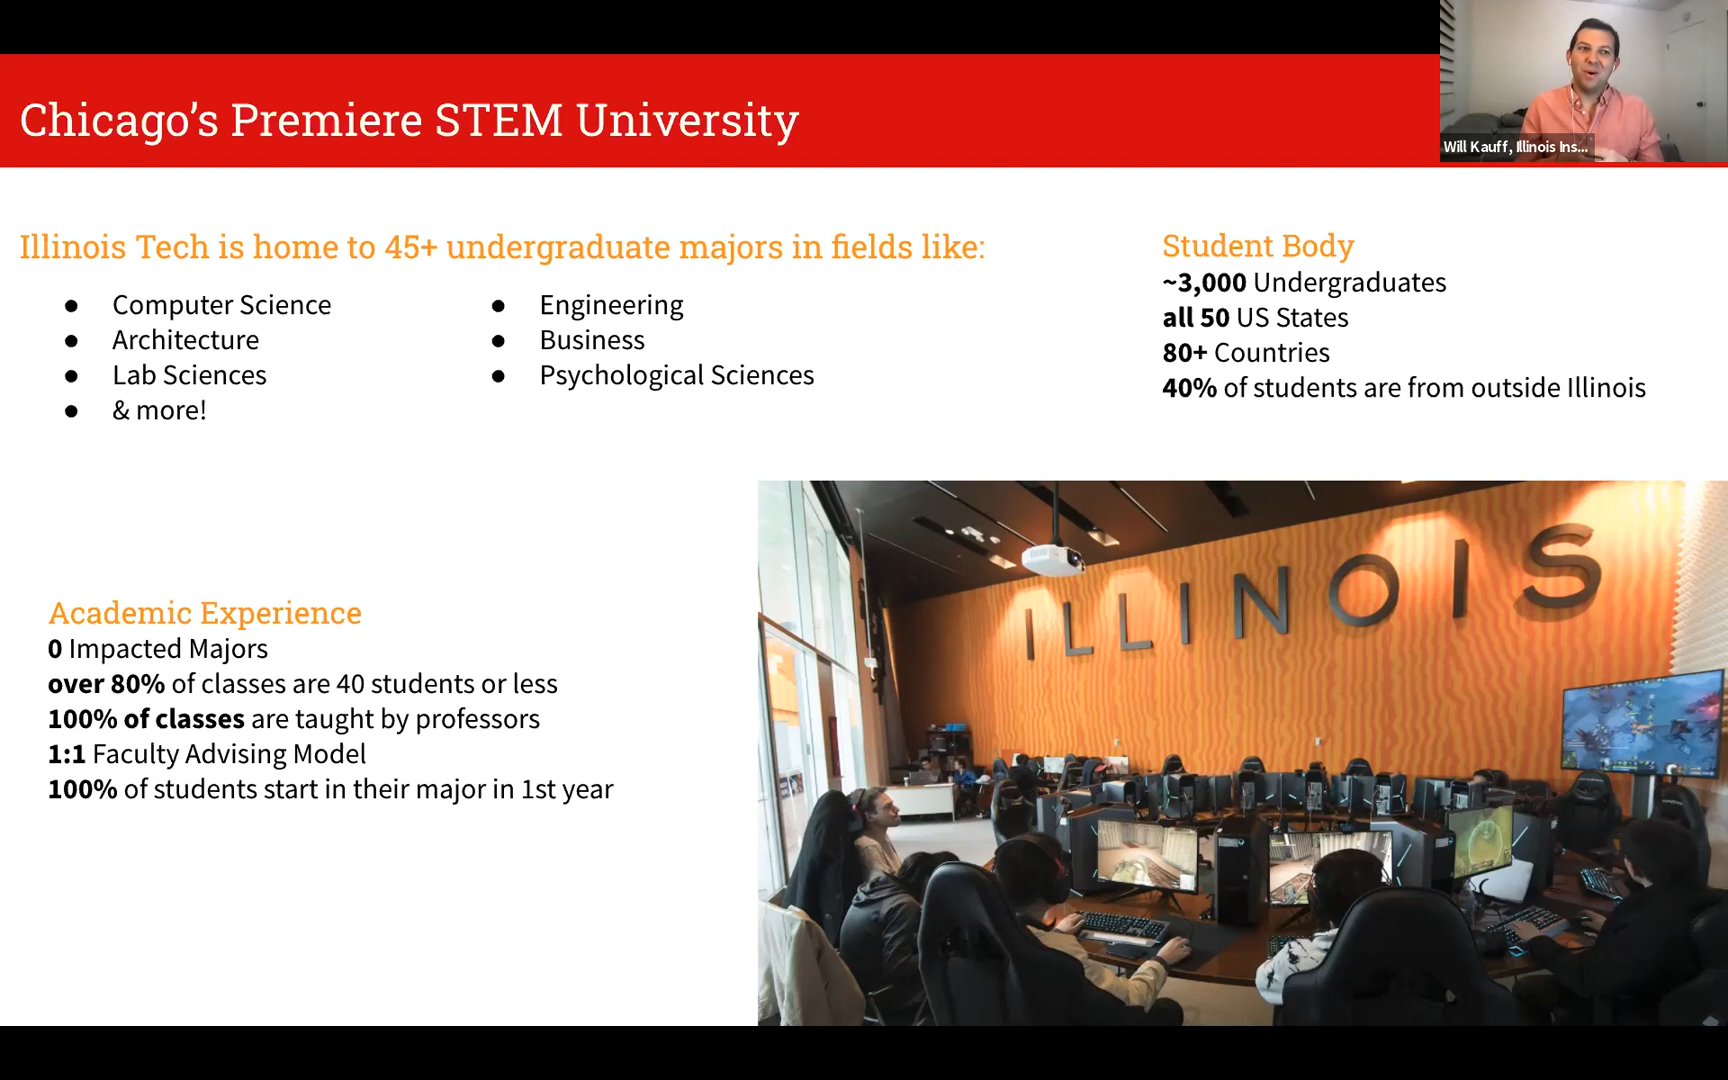 Chicago’s Premiere STEM University
Will Kauff, Illinois Ins...
Illinois Tech is home to 45+ undergraduate majors in fields like:
● Computer Science
● Architecture
● Lab Sciences
● & more!
● Engineering
● Business
● Psychological Sciences
Student Body
~3,000 Undergraduates
all 50 US States
80+ Countries
40% of students are from outside Illinois
Academic Experience
0 Impacted Majors
over 80% of classes are 40 students or less
100% of classes are taught by professors
1:1 Faculty Advising Model
100% of students start in their major in 1st year
ILLINOIS